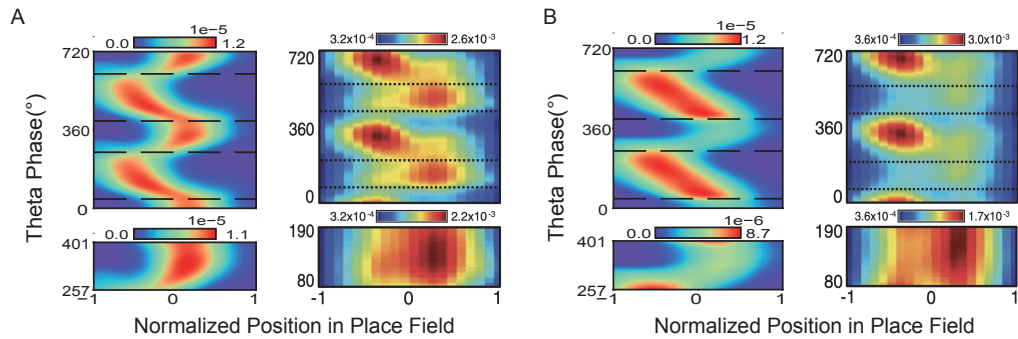 A
B
1e-5
0.0
1.2
3.2x10⁻⁴
2.6x10⁻³
1e-5
0.0
1.2
3.6x10⁻⁴
3.0x10⁻³
Theta Phase(°)
720
360
0
720
360
0
Theta Phase(°)
720
360
0
720
360
0
1e-5
0.0
1.1
3.2x10⁻⁴
2.2x10⁻³
1e-6
0.0
8.7
3.6x10⁻⁴
1.7x10⁻³
401
257
190
80
401
257
190
80
-1 0 1
-1 0 1
-1 0 1
-1 0 1
Normalized Position in Place Field
Normalized Position in Place Field